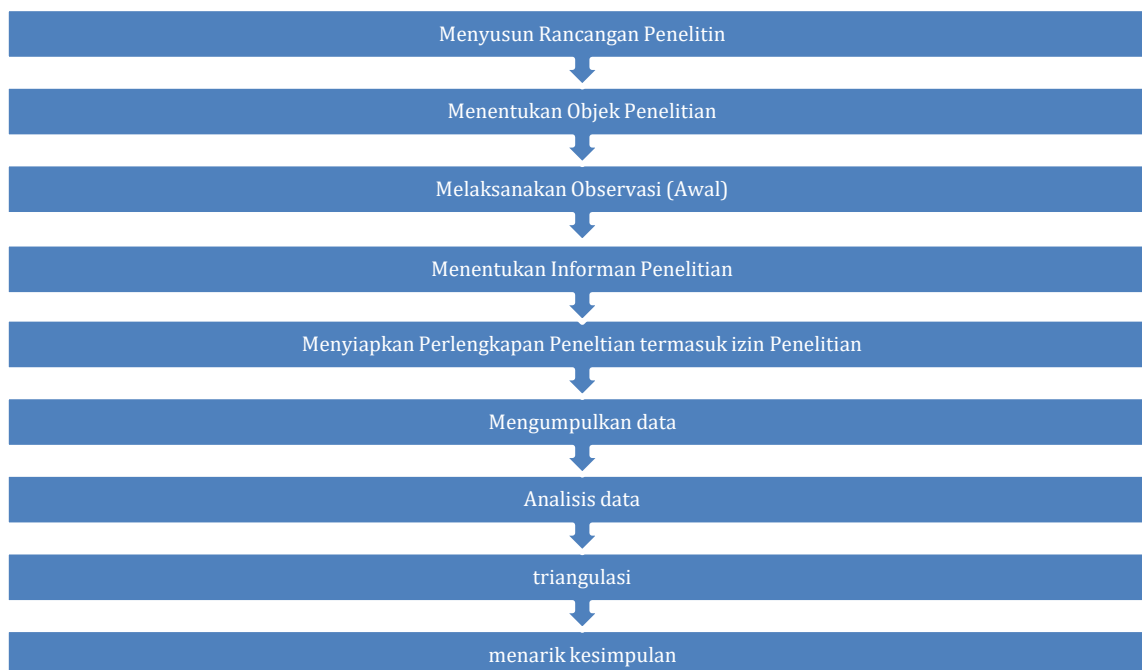 Menyusun Rancangan Penelitin
Menentukan Objek Penelitian
Melaksanakan Observasi (Awal)
Menentukan Informan Penelitian
Menyiapkan Perlengkapan Peneltian termasuk izin Penelitian
Mengumpulkan data
Analisis data
triangulasi
menarik kesimpulan